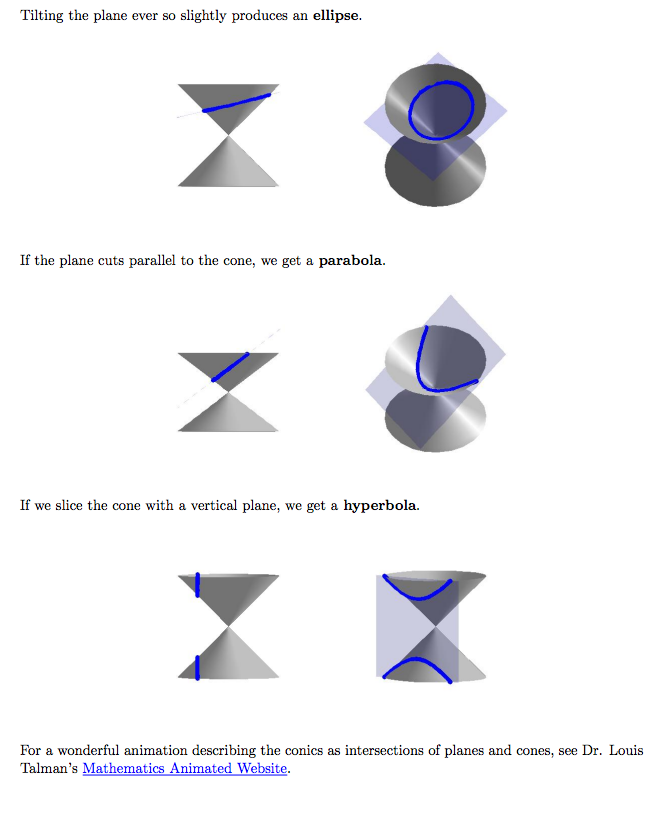 Tilting the plane ever so slightly produces an ellipse.
If the plane cuts parallel to the cone, we get a parabola.
If we slice the cone with a vertical plane, we get a hyperbola.
For a wonderful animation describing the conics as intersections of planes and cones, see Dr. Louis
Talman’s Mathematics Animated Website.